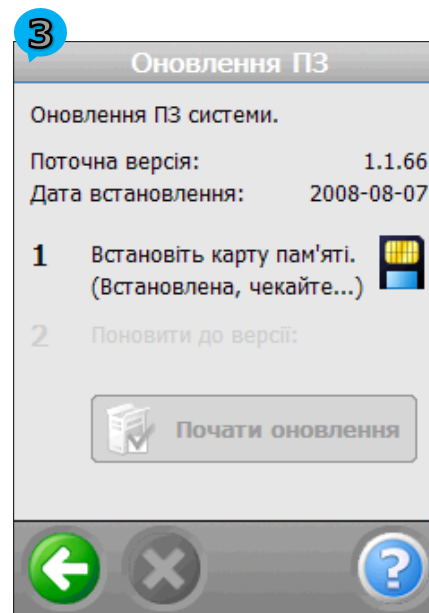 3
Оновлення ПЗ
Оновлення ПЗ системи.
Поточна версія: 1.1.66
Дата встановлення: 2008-08-07
1 Встановіть карту пам'яті.
(Встановлена, чекайте...)
2 Поновити до версії:
Почати оновлення
?